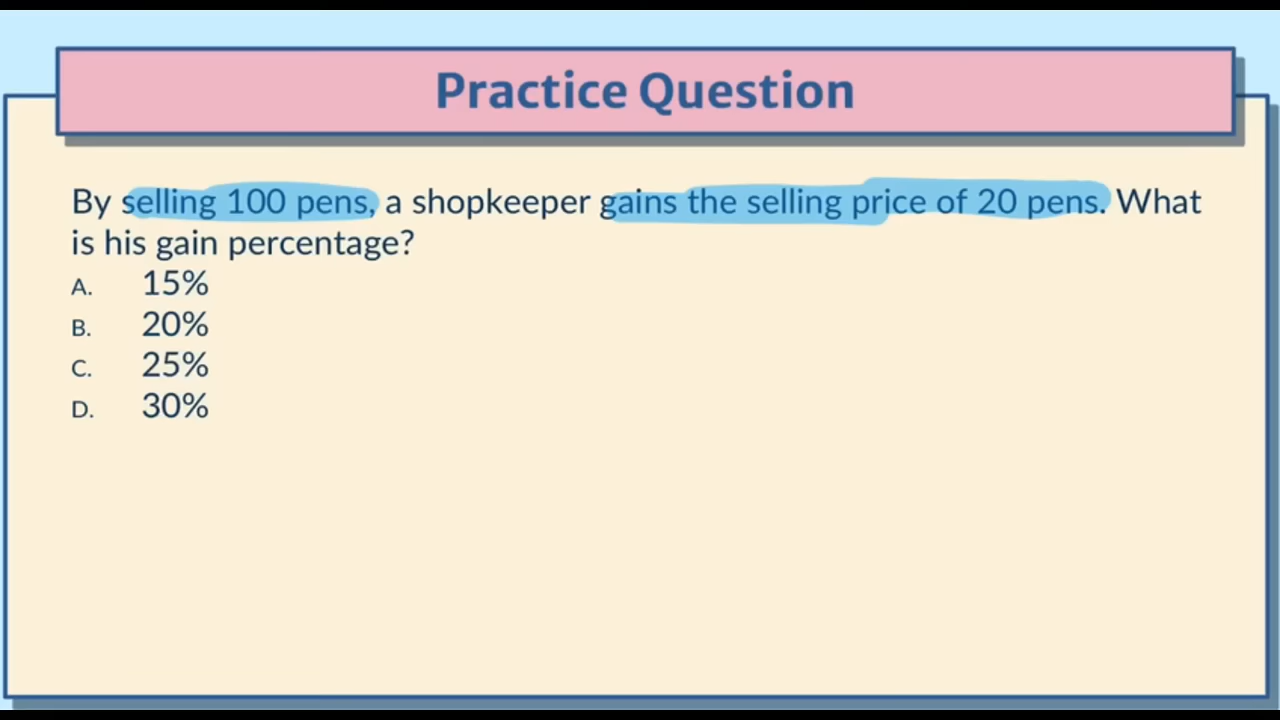 Practice Question
By selling 100 pens, a shopkeeper gains the selling price of 20 pens. What
is his gain percentage?
A. 15%
B. 20%
C. 25%
D. 30%